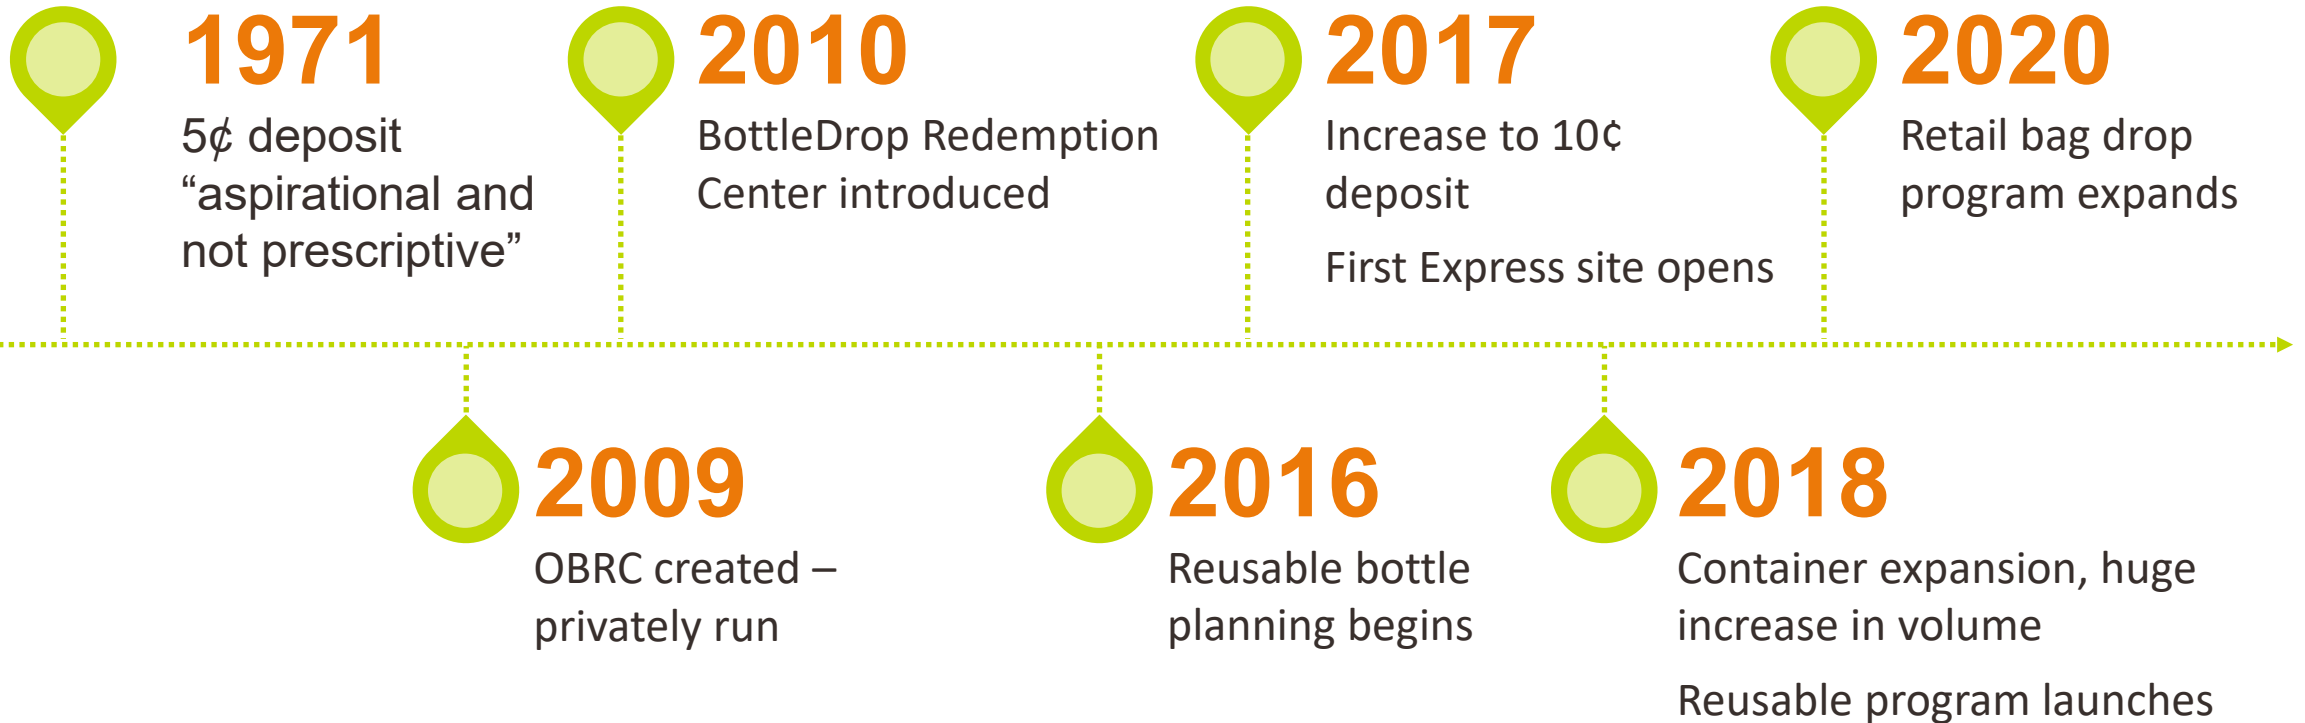 1971
5¢ deposit
“aspirational and
not prescriptive”
2010
BottleDrop Redemption
Center introduced
2017
Increase to 10¢
deposit
First Express site opens
2020
Retail bag drop
program expands
2009
OBRC created –
privately run
2016
Reusable bottle
planning begins
2018
Container expansion, huge
increase in volume
Reusable program launches